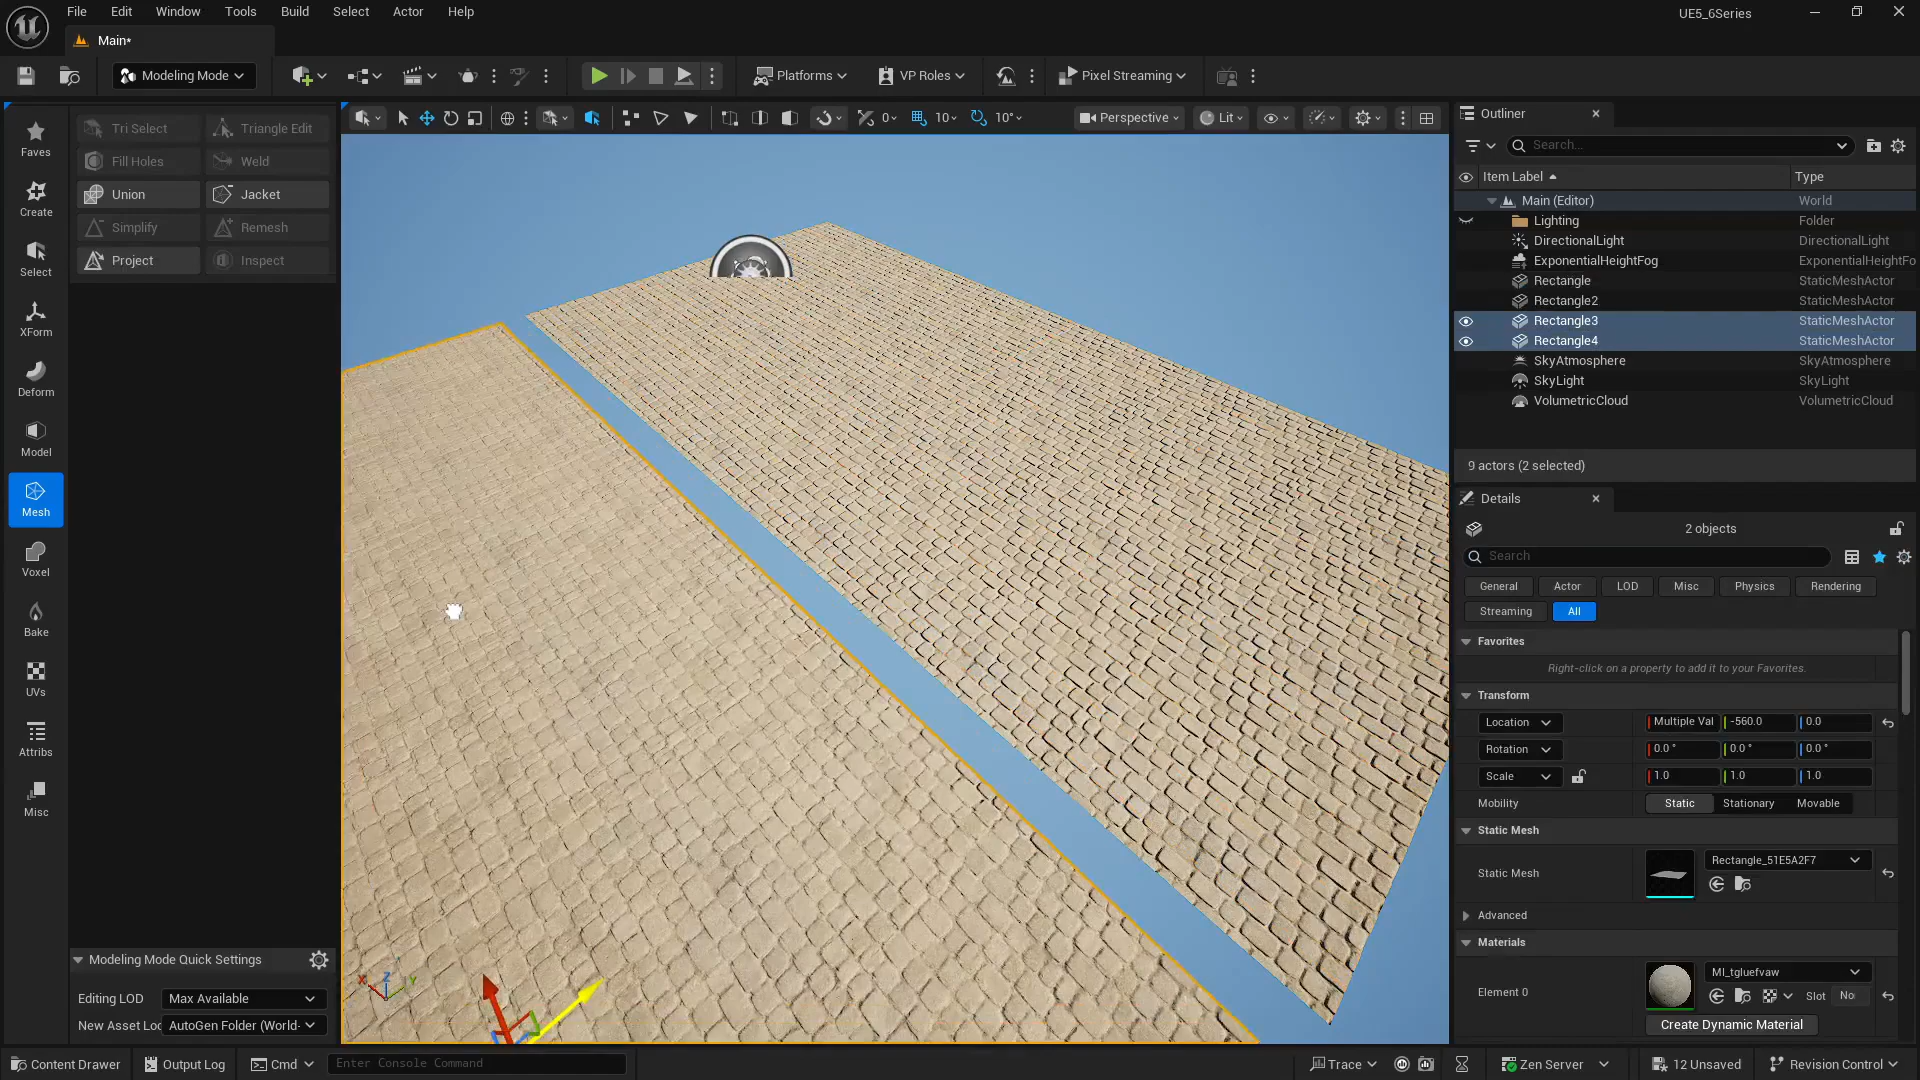 File Edit Window Tools Build Select Actor Help
UE5_6Series
Main*
Modeling Mode
Platforms
VP Roles
Pixel Streaming
Faves
Create
Select
XForm
Deform
Model
Mesh
Voxel
Bake
UVs
Attribs
Misc
Tri Select Triangle Edit
Fill Holes Weld
Union Jacket
Simplify Remesh
Project Inspect
Modeling Mode Quick Settings
Editing LOD Max Available
New Asset Loc AutoGen Folder (World-
0 10 10° Perspective Lit
X Z Y
Outliner
Search...
Item Label Type
Main (Editor) World
Lighting Folder
DirectionalLight DirectionalLight
ExponentialHeightFog ExponentialHeightFo
Rectangle StaticMeshActor
Rectangle2 StaticMeshActor
Rectangle3 StaticMeshActor
Rectangle4 StaticMeshActor
SkyAtmosphere SkyAtmosphere
SkyLight SkyLight
VolumetricCloud VolumetricCloud
9 actors (2 selected)
Details
2 objects
Search
General Actor LOD Misc Physics Rendering
Streaming All
Favorites
Right-click on a property to add it to your Favorites.
Transform
Location Multiple Val -560.0 0.0
Rotation 0.0 ° 0.0 ° 0.0 °
Scale 1.0 1.0 1.0
Mobility Static Stationary Movable
Static Mesh
Static Mesh Rectangle_51E5A2F7
Advanced
Materials
Element 0 MI_tgluefvaw
Slot No
Create Dynamic Material
Content Drawer Output Log Cmd Enter Console Command Trace Zen Server 12 Unsaved Revision Control